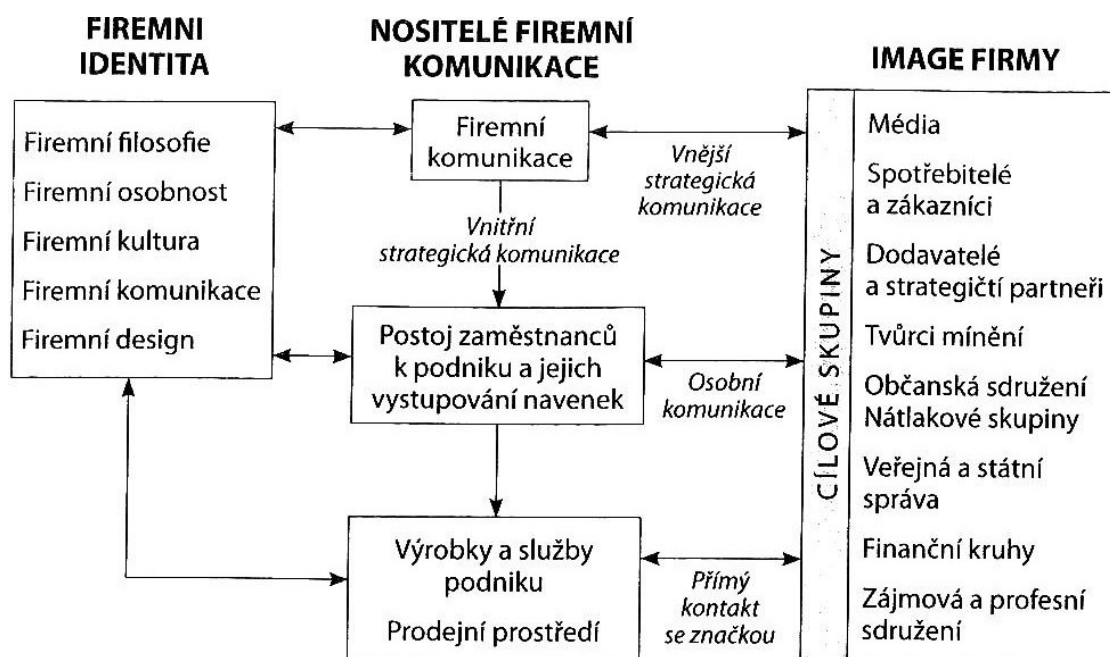 FIREMNI
IDENTITA
Firemní filosofie
Firemní osobnost
Firemní kultura
Firemní komunikace
Firemní design
NOSITELÉ FIREMNÍ
KOMUNIKACE
Firemní
komunikace
Vnitřní
strategická komunikace
Postoj zaměstnanců
k podniku a jejich
vystupování navenek
Výrobky a služby
podniku
Prodejní prostředí
Vnější
strategická
komunikace
Osobní
komunikace
Přímý
kontakt
se značkou
IMAGE FIRMY
CÍLOVÉ SKUPINY
Média
Spotřebitelé
a zákazníci
Dodavatelé
a strategičtí partneři
Tvůrci mínění
Občanská sdružení
Nátlakové skupiny
Veřejná a státní
správa
Finanční kruhy
Zájmová a profesní
sdružení